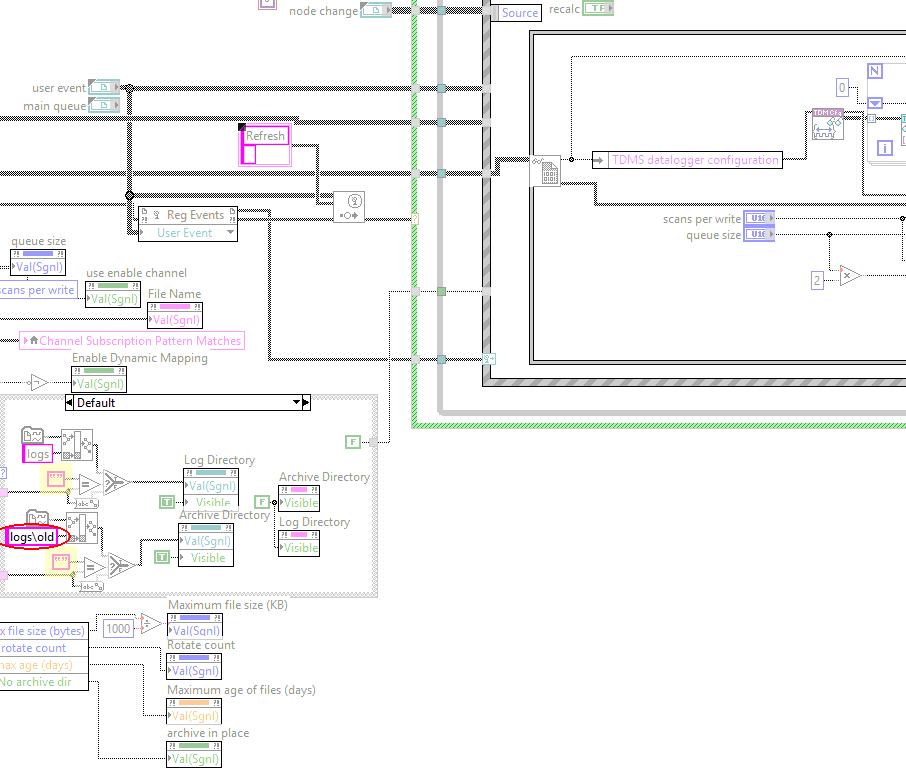 node change
Source
recalc
TF
user event
main queue
N
0
Refresh
TDMS CFG
i
TDMS datalogger configuration
Reg Events
User Event
scans per write
U16
queue size
U16
2
×
queue size
Val(Sgnl)
use enable channel
scans per write
Val(Sgnl)
File Name
Val(Sgnl)
Channel Subscription Pattern Matches
Enable Dynamic Mapping
Val(Sgnl)
Default
logs
F
Log Directory
Val(Sgnl)
T
Visible
F
Archive Directory
Visible
Archive Directory
Log Directory
logs\old
Val(Sgnl)
Visible
T
Visible
Maximum file size (KB)
1000
Val(Sgnl)
x file size (bytes)
rotate count
max age (days)
No archive dir
Rotate count
Val(Sgnl)
Maximum age of files (days)
Val(Sgnl)
archive in place
Val(Sgnl)